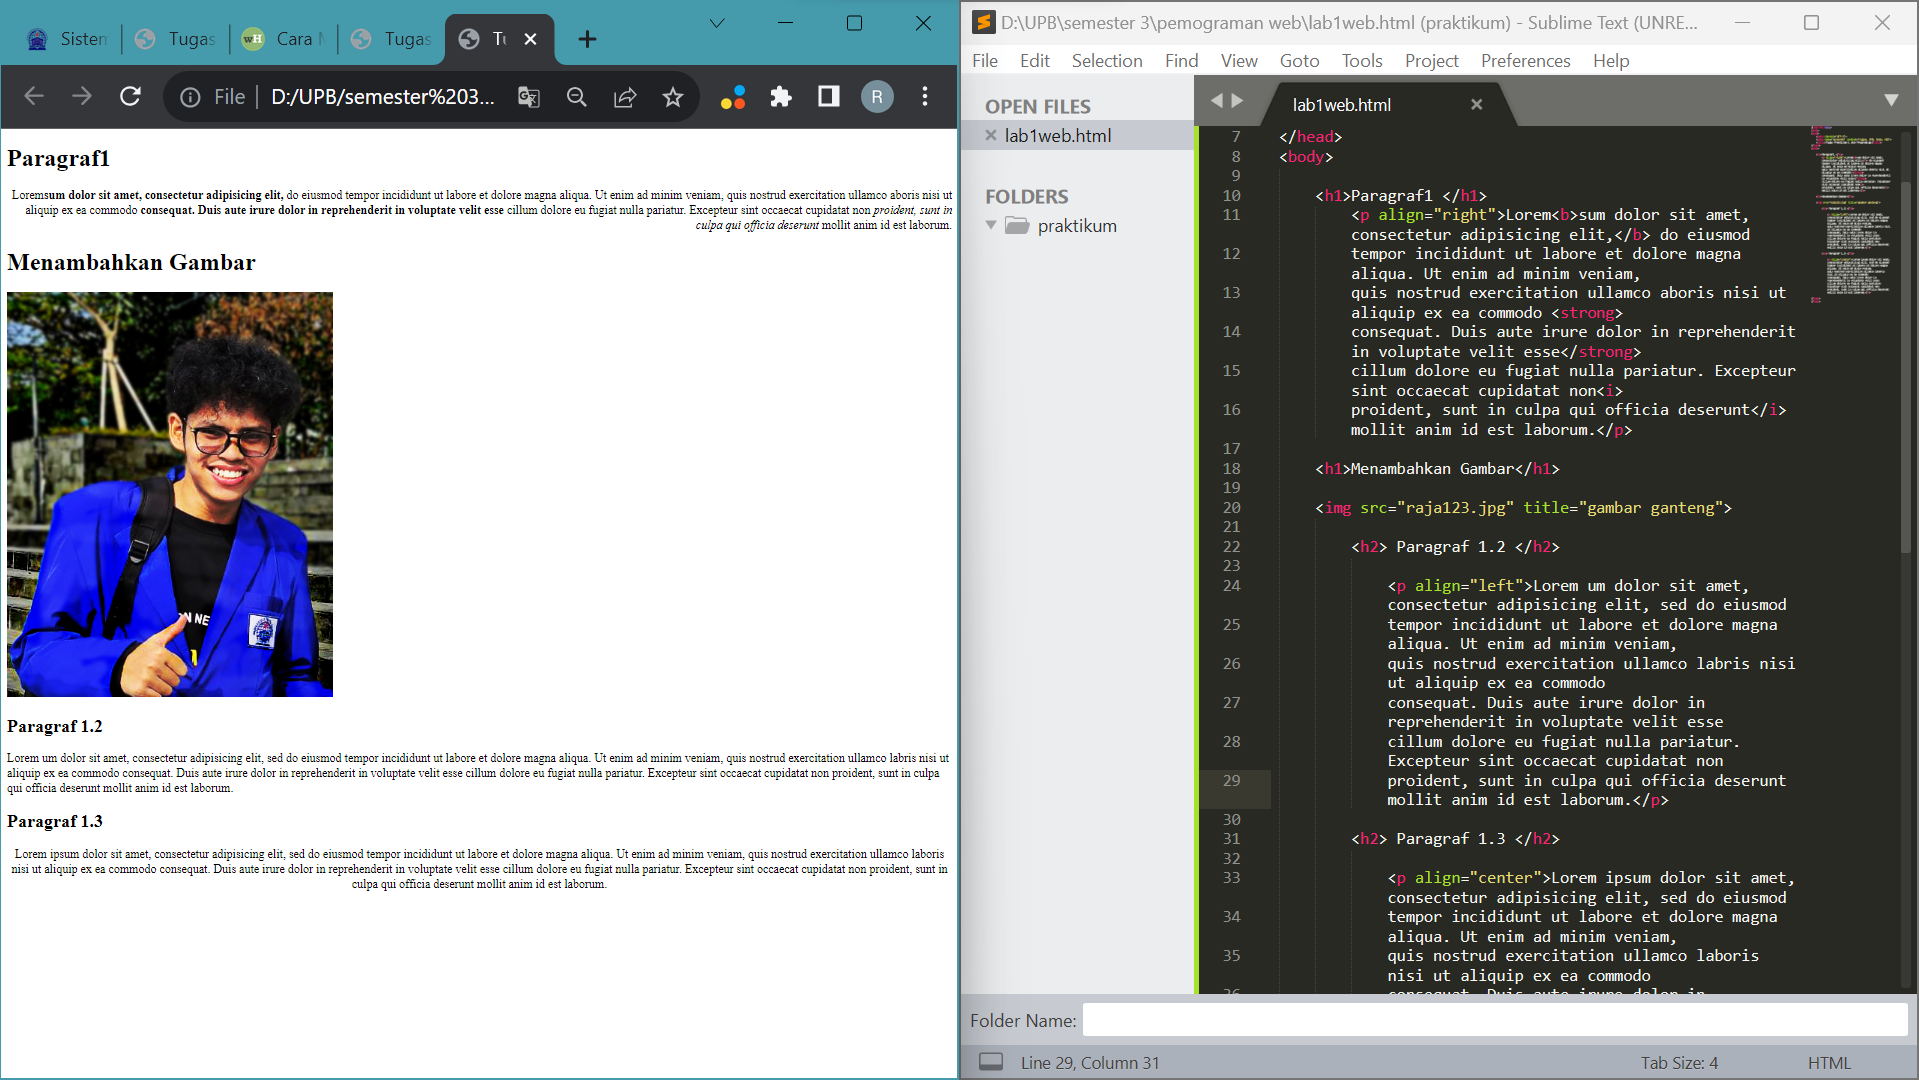 Sistem
Tugas
Cara M
Tugas
Tu
File
D:/UPB/semester%203...
R
Paragraf1
Loremsum dolor sit amet, consectetur adipisicing elit, do eiusmod tempor incididunt ut labore et dolore magna aliqua. Ut enim ad minim veniam, quis nostrud exercitation ullamco aboris nisi ut
aliquip ex ea commodo consequat. Duis aute irure dolor in reprehenderit in voluptate velit esse cillum dolore eu fugiat nulla pariatur. Excepteur sint occaecat cupidatat non proident, sunt in
culpa qui officia deserunt mollit anim id est laborum.
Menambahkan Gambar
ON NE
Paragraf 1.2
Lorem um dolor sit amet, consectetur adipisicing elit, sed do eiusmod tempor incididunt ut labore et dolore magna aliqua. Ut enim ad minim veniam, quis nostrud exercitation ullamco labris nisi ut
aliquip ex ea commodo consequat. Duis aute irure dolor in reprehenderit in voluptate velit esse cillum dolore eu fugiat nulla pariatur. Excepteur sint occaecat cupidatat non proident, sunt in culpa
qui officia deserunt mollit anim id est laborum.
Paragraf 1.3
Lorem ipsum dolor sit amet, consectetur adipisicing elit, sed do eiusmod tempor incididunt ut labore et dolore magna aliqua. Ut enim ad minim veniam, quis nostrud exercitation ullamco laboris
nisi ut aliquip ex ea commodo consequat. Duis aute irure dolor in reprehenderit in voluptate velit esse cillum dolore eu fugiat nulla pariatur. Excepteur sint occaecat cupidatat non proident, sunt in
culpa qui officia deserunt mollit anim id est laborum.
D:\UPB\semester 3\pemograman web\lab1web.html (praktikum) - Sublime Text (UNRE...
File Edit Selection Find View Goto Tools Project Preferences Help
OPEN FILES
lab1web.html
FOLDERS
praktikum
lab1web.html
7 </head>
8 <body>
9
10 <h1>Paragraf1 </h1>
11 <p align="right">Lorem<b>sum dolor sit amet,
consectetur adipisicing elit,</b> do eiusmod
12 tempor incididunt ut labore et dolore magna
aliqua. Ut enim ad minim veniam,
13 quis nostrud exercitation ullamco aboris nisi ut
aliquip ex ea commodo <strong>
14 consequat. Duis aute irure dolor in reprehenderit
in voluptate velit esse</strong>
15 cillum dolore eu fugiat nulla pariatur. Excepteur
sint occaecat cupidatat non<i>
16 proident, sunt in culpa qui officia deserunt</i>
mollit anim id est laborum.</p>
17
18 <h1>Menambahkan Gambar</h1>
19
20 <img src="raja123.jpg" title="gambar ganteng">
21
22 <h2> Paragraf 1.2 </h2>
23
24 <p align="left">Lorem um dolor sit amet,
consectetur adipisicing elit, sed do eiusmod
25 tempor incididunt ut labore et dolore magna
aliqua. Ut enim ad minim veniam,
26 quis nostrud exercitation ullamco labris nisi
ut aliquip ex ea commodo
27 consequat. Duis aute irure dolor in
reprehenderit in voluptate velit esse
28 cillum dolore eu fugiat nulla pariatur.
Excepteur sint occaecat cupidatat non
29 proident, sunt in culpa qui officia deserunt
mollit anim id est laborum.</p>
30
31 <h2> Paragraf 1.3 </h2>
32
33 <p align="center">Lorem ipsum dolor sit amet,
consectetur adipisicing elit, sed do eiusmod
34 tempor incididunt ut labore et dolore magna
aliqua. Ut enim ad minim veniam,
35 quis nostrud exercitation ullamco laboris
nisi ut aliquip ex ea commodo
36 consequat. Duis aute irure dolor in
Folder Name:
Line 29, Column 31
Tab Size: 4
HTML